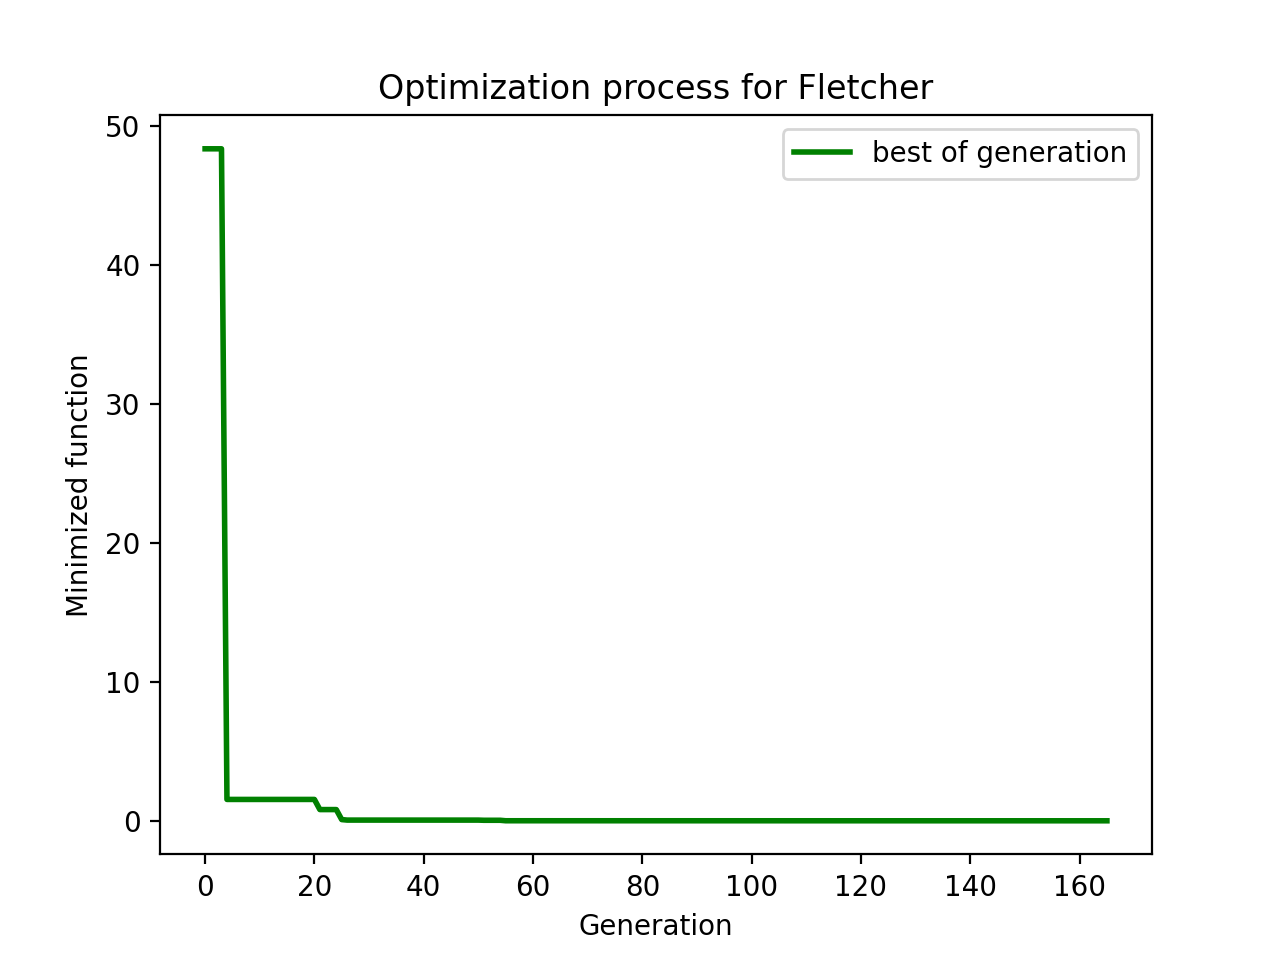 Optimization process for Fletcher
best of generation
50
40
30
20
10
0
Minimized function
0 20 40 60 80 100 120 140 160
Generation